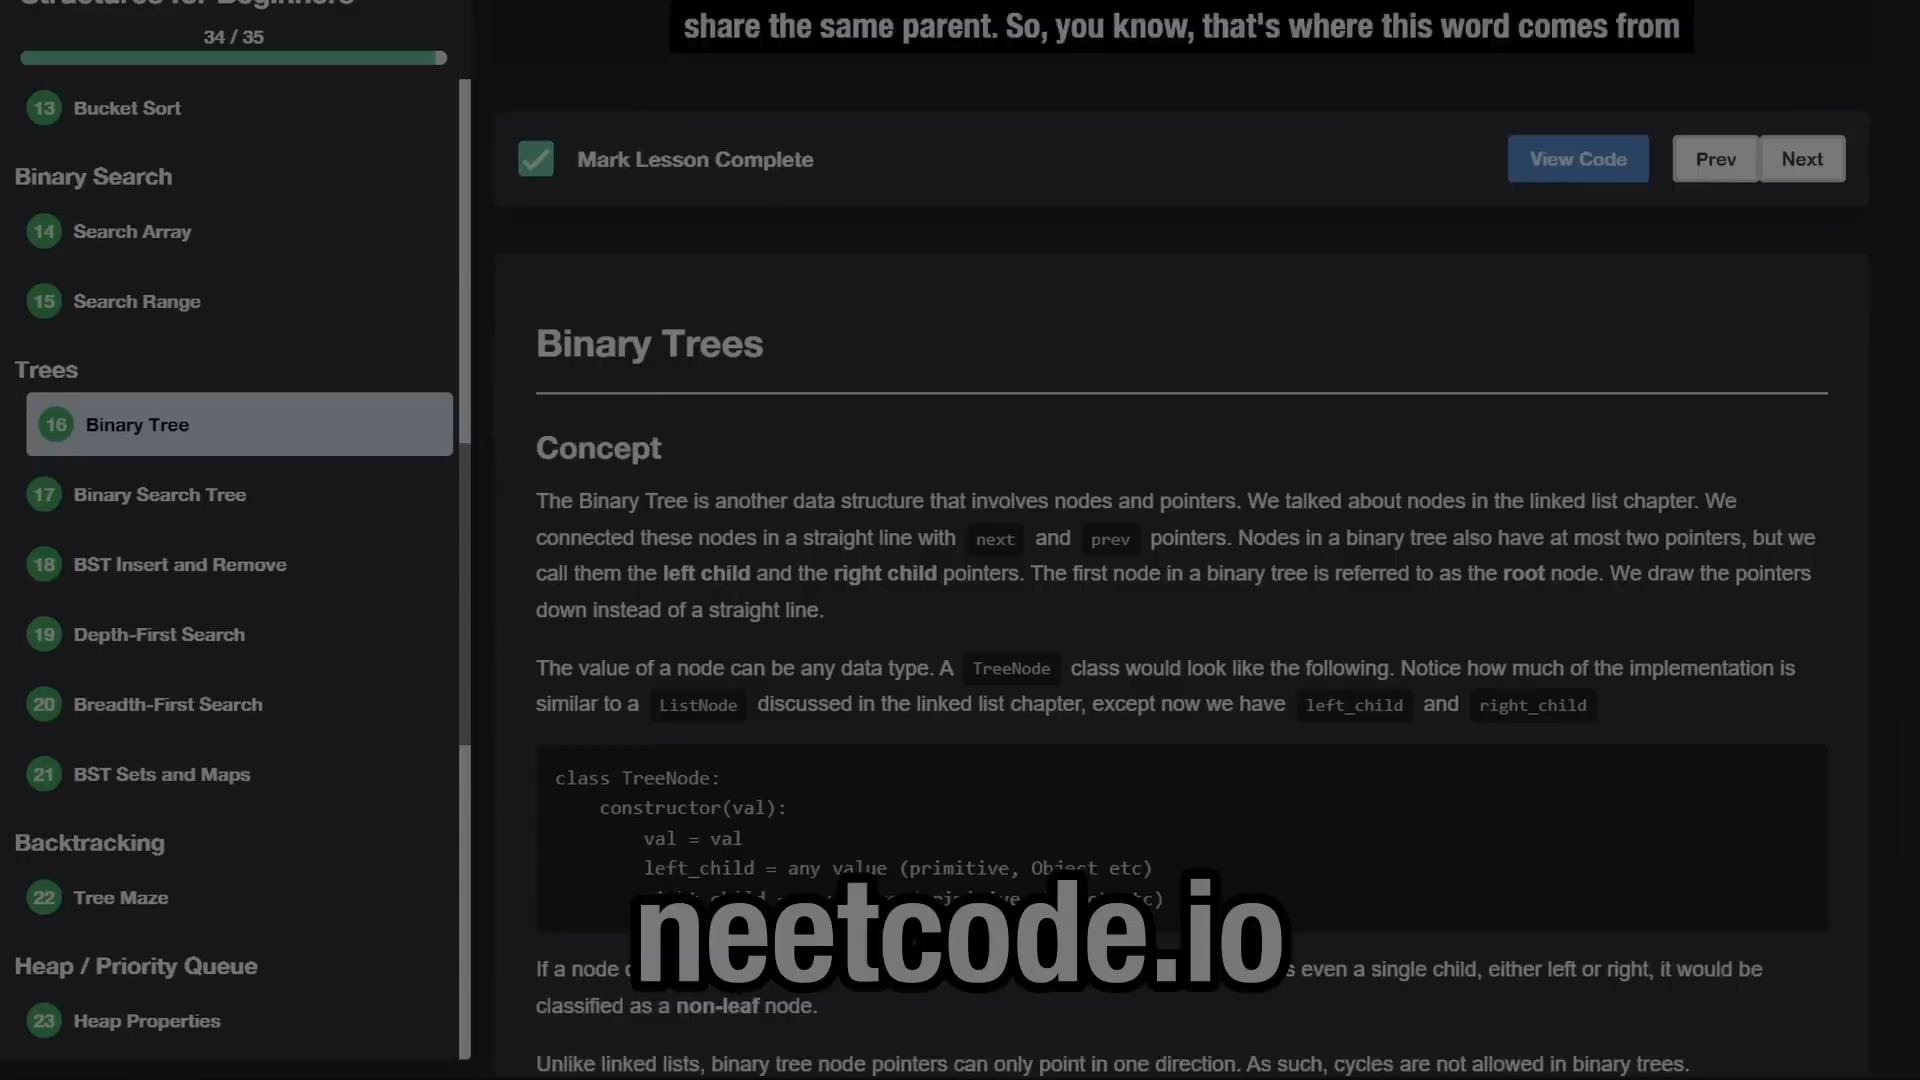 Structures for Beginners
34 / 35
13 Bucket Sort
Binary Search
14 Search Array
15 Search Range
Trees
16 Binary Tree
17 Binary Search Tree
18 BST Insert and Remove
19 Depth-First Search
20 Breadth-First Search
21 BST Sets and Maps
Backtracking
22 Tree Maze
Heap / Priority Queue
23 Heap Properties
share the same parent. So, you know, that's where this word comes from
Mark Lesson Complete
View Code
Prev
Next
Binary Trees
Concept
The Binary Tree is another data structure that involves nodes and pointers. We talked about nodes in the linked list chapter. We
connected these nodes in a straight line with next and prev pointers. Nodes in a binary tree also have at most two pointers, but we
call them the left child and the right child pointers. The first node in a binary tree is referred to as the root node. We draw the pointers
down instead of a straight line.
The value of a node can be any data type. A TreeNode class would look like the following. Notice how much of the implementation is
similar to a ListNode discussed in the linked list chapter, except now we have left_child and right_child
class TreeNode:
constructor(val):
val = val
left_child = any value (primitive, Object etc)
neetcode.io
If a node
even a single child, either left or right, it would be
classified as a non-leaf node.
Unlike linked lists, binary tree node pointers can only point in one direction. As such, cycles are not allowed in binary trees.